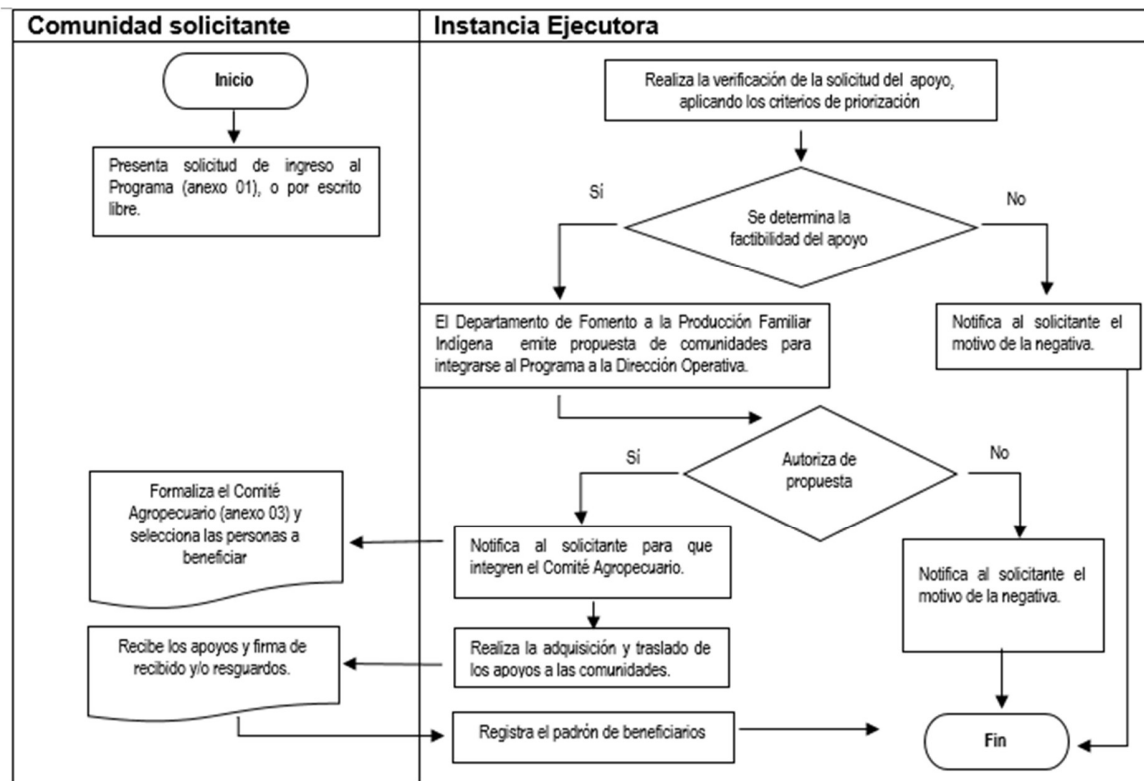 Comunidad solicitante
Instancia Ejecutora
Inicio
Presenta solicitud de ingreso al
Programa (anexo 01), o por escrito
libre.
Realiza la verificación de la solicitud del apoyo,
aplicando los criterios de priorización
Sí
Se determina la
factibilidad del apoyo
No
El Departamento de Fomento a la Producción Familiar
Indígena emite propuesta de comunidades para
integrarse al Programa a la Dirección Operativa.
Notifica al solicitante el
motivo de la negativa.
Sí
Autoriza de
propuesta
No
Formaliza el Comité
Agropecuario (anexo 03) y
selecciona las personas a
beneficiar
Notifica al solicitante para que
integren el Comité Agropecuario.
Notifica al solicitante el
motivo de la negativa.
Recibe los apoyos y firma de
recibido y/o resguardos.
Realiza la adquisición y traslado de
los apoyos a las comunidades.
Registra el padrón de beneficiarios
Fin